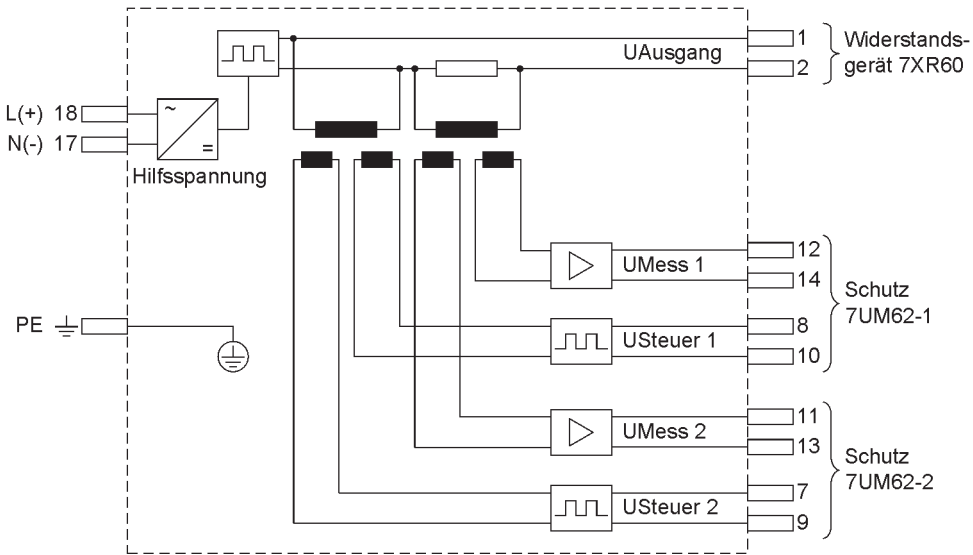 1
UAusgang
2
Widerstands-
gerät 7XR60
L(+) 18
N(-) 17
~
=
Hilfsspannung
12
UMess 1
14
Schutz
7UM62-1
PE
8
USteuer 1
10
11
UMess 2
13
Schutz
7UM62-2
7
USteuer 2
9